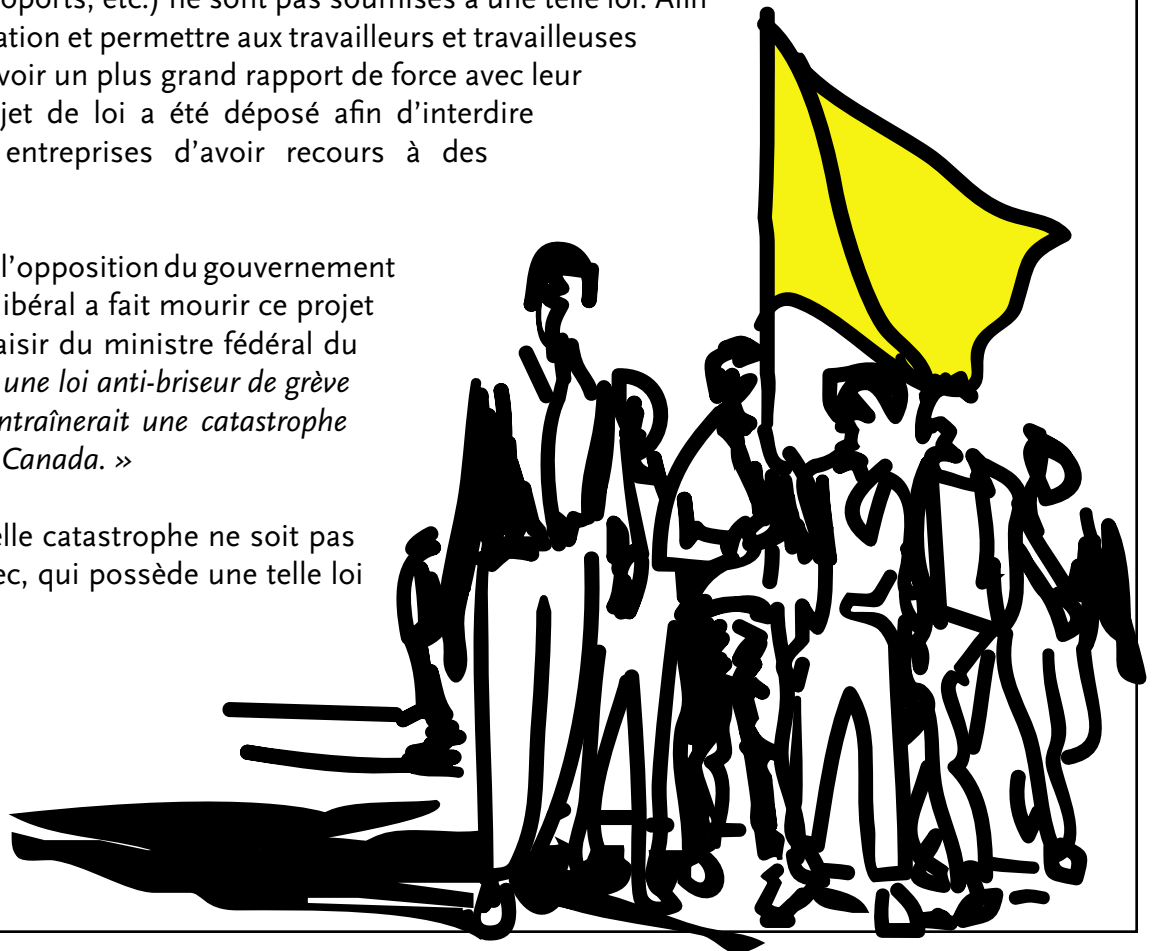 oports, etc.) ne sont pas soumises à une telle loi. Afin
ation et permettre aux travailleurs et travailleuses
voir un plus grand rapport de force avec leur
jet de loi a été déposé afin d’interdire
entreprises d’avoir recours à des
l’opposition du gouvernement
ibéral a fait mourir ce projet
aisir du ministre fédéral du
une loi anti-briseur de grève
ntraînerait une catastrophe
Canada. »
elle catastrophe ne soit pas
ec, qui possède une telle loi